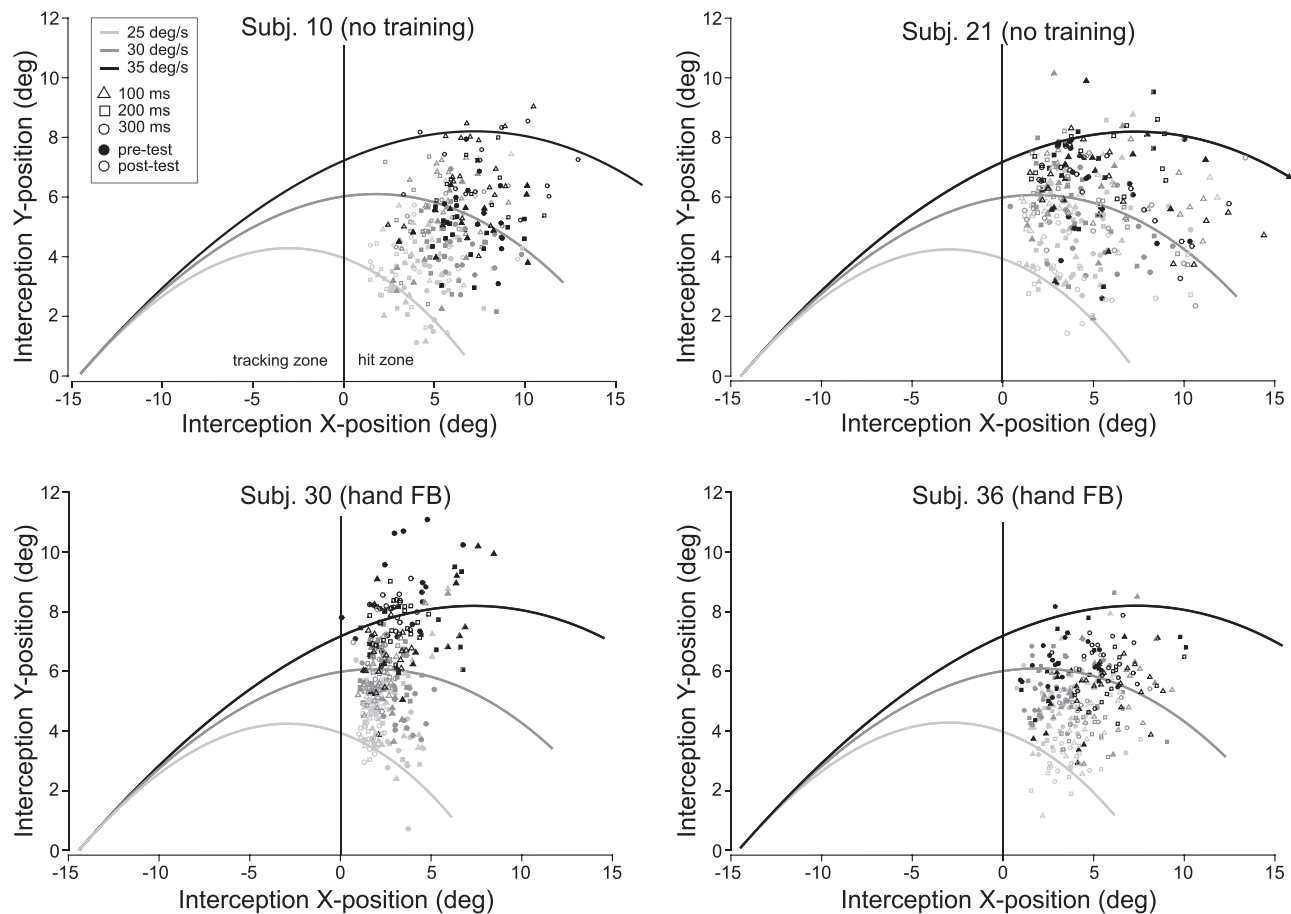 Subj. 10 (no training)
25 deg/s
30 deg/s
35 deg/s
100 ms
200 ms
300 ms
pre-test
post-test
tracking zone
hit zone
12
10
8
6
4
2
0
Interception Y-position (deg)
-15
-10
-5
0
5
10
15
Interception X-position (deg)
Subj. 21 (no training)
12
10
8
6
4
2
0
Interception Y-position (deg)
-15
-10
-5
0
5
10
15
Interception X-position (deg)
Subj. 30 (hand FB)
12
10
8
6
4
2
0
Interception Y-position (deg)
-15
-10
-5
0
5
10
15
Interception X-position (deg)
Subj. 36 (hand FB)
12
10
8
6
4
2
0
Interception Y-position (deg)
-15
-10
-5
0
5
10
15
Interception X-position (deg)